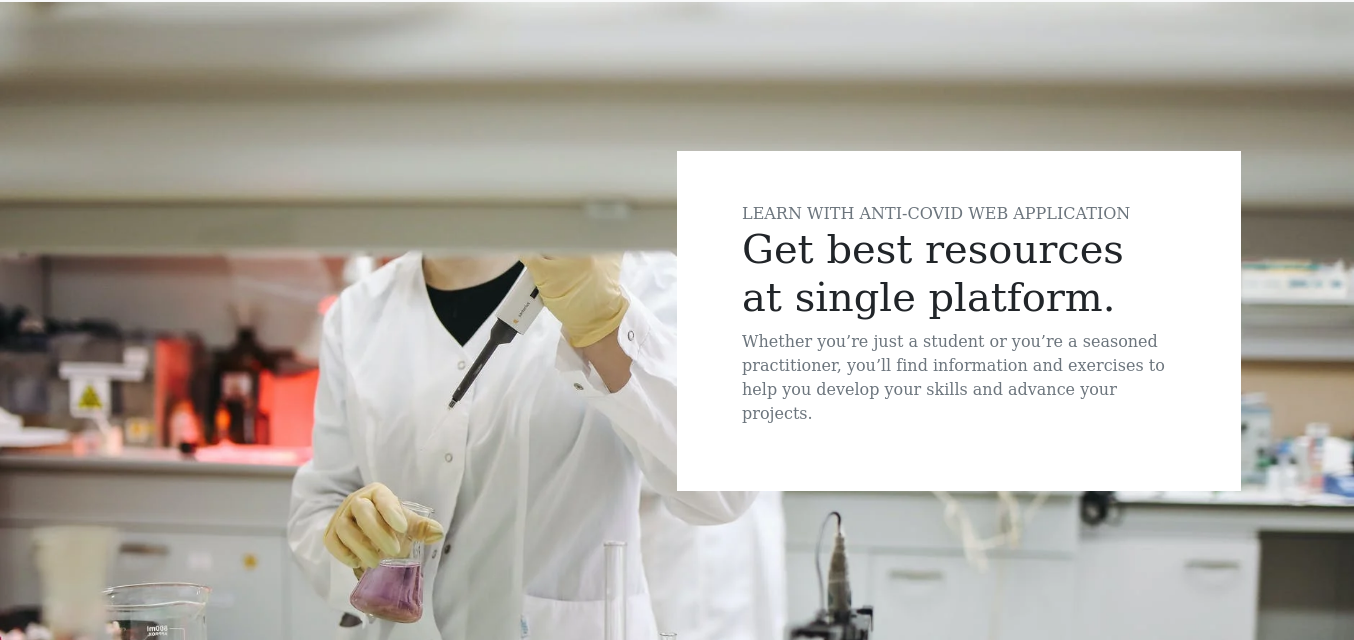 LEARN WITH ANTI-COVID WEB APPLICATION
Get best resources
at single platform.
Whether you’re just a student or you’re a seasoned
practitioner, you’ll find information and exercises to
help you develop your skills and advance your
projects.